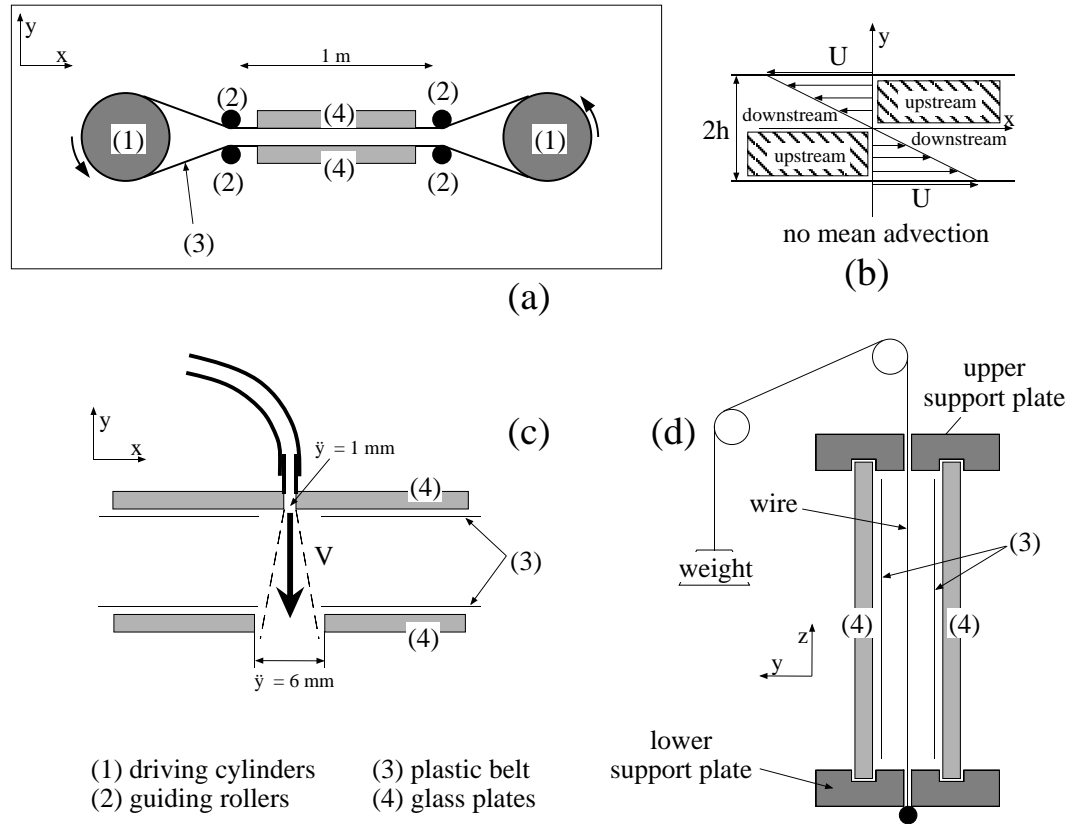 y
x
1 m
(2)
(2)
(4)
(1)
(1)
(4)
(2)
(2)
(3)
(a)
y
U
upstream
downstream
x
2h
downstream
upstream
U
no mean advection
(b)
y
x
(c)
ÿ = 1 mm
(4)
V
(3)
(4)
ÿ = 6 mm
(d)
upper
support plate
wire
(3)
weight
(4)
(4)
z
y
lower
support plate
(1) driving cylinders
(3) plastic belt
(2) guiding rollers
(4) glass plates